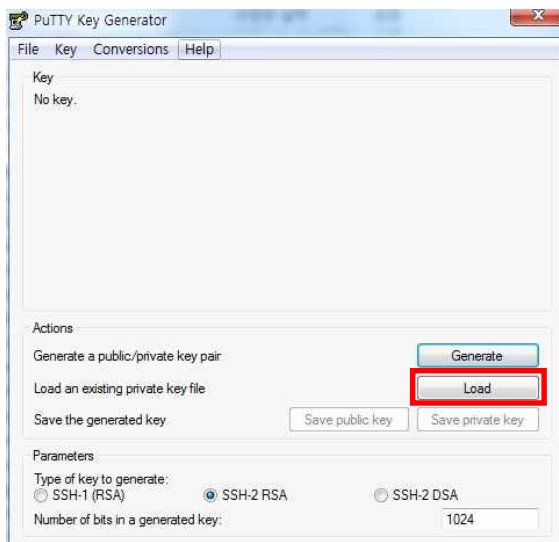 PuTTY Key Generator
File Key Conversions Help
Key
No key.
Actions
Generate a public/private key pair
Generate
Load an existing private key file
Load
Save the generated key
Save public key
Save private key
Parameters
Type of key to generate:
SSH-1 (RSA) SSH-2 RSA SSH-2 DSA
Number of bits in a generated key:
1024